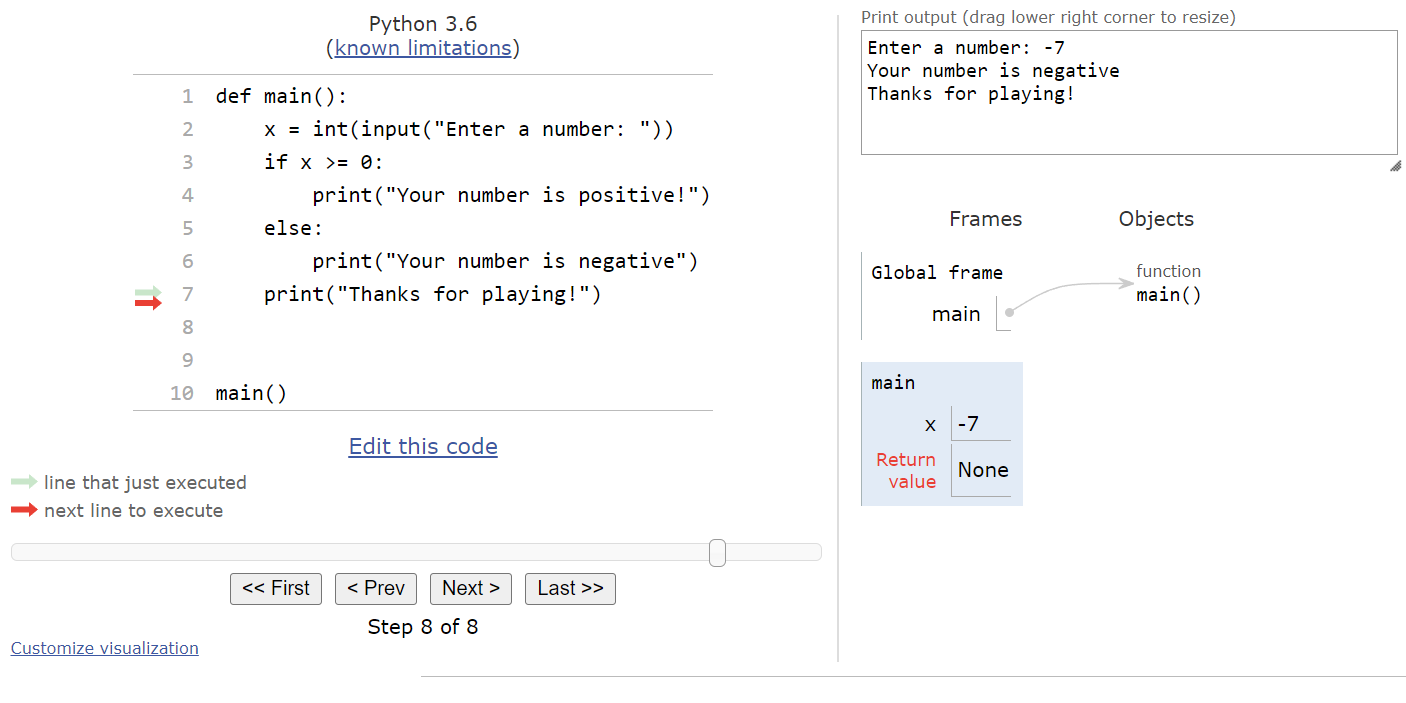 Python 3.6
(known limitations)
1 def main():
2     x = int(input("Enter a number: "))
3     if x >= 0:
4         print("Your number is positive!")
5     else:
6         print("Your number is negative")
7     print("Thanks for playing!")
8
9
10 main()
Edit this code
line that just executed
next line to execute
<< First < Prev Next > Last >>
Step 8 of 8
Customize visualization
Print output (drag lower right corner to resize)
Enter a number: -7
Your number is negative
Thanks for playing!
Frames Objects
Global frame
main
function
main()
main
x -7
Return
value
None